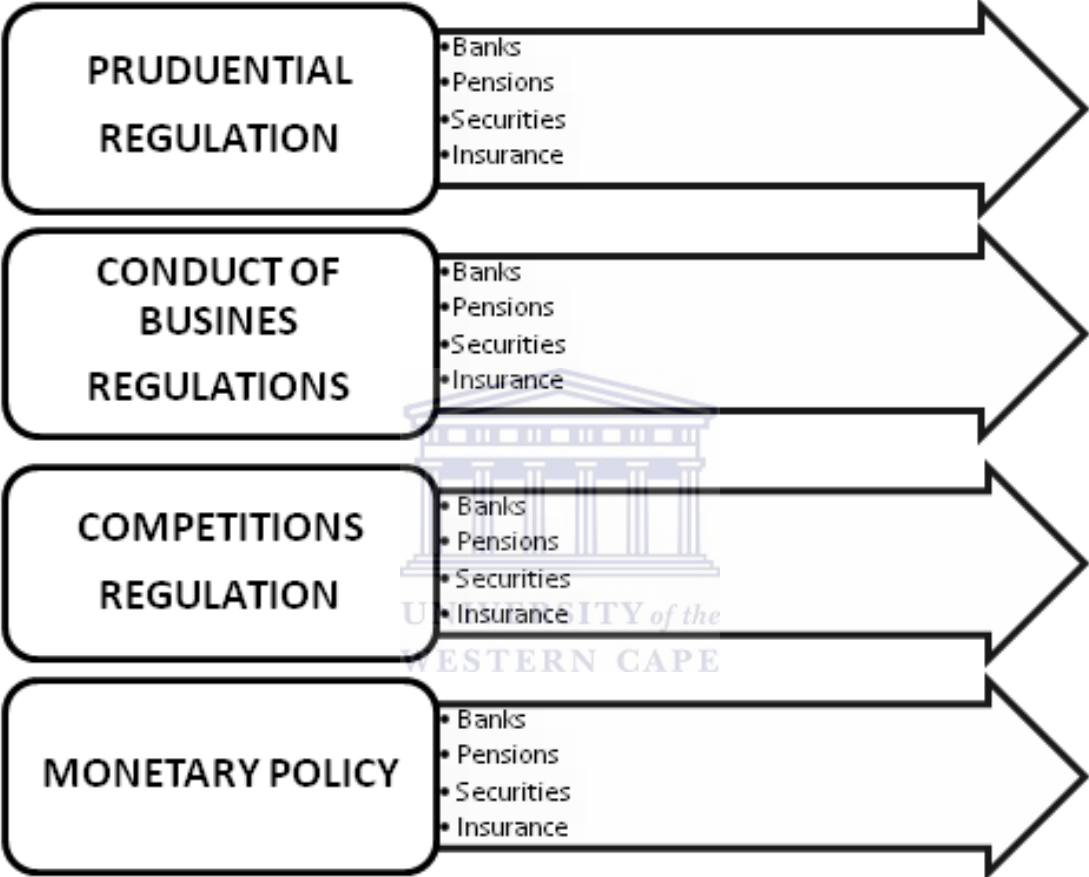 PRUDUENTIAL
REGULATION
•Banks
•Pensions
•Securities
•Insurance
CONDUCT OF
BUSINES
REGULATIONS
•Banks
•Pensions
•Securities
•Insurance
COMPETITIONS
REGULATION
• Banks
• Pensions
• Securities
• Insurance
UNIVERSITY of the
WESTERN CAPE
MONETARY POLICY
• Banks
• Pensions
• Securities
• Insurance